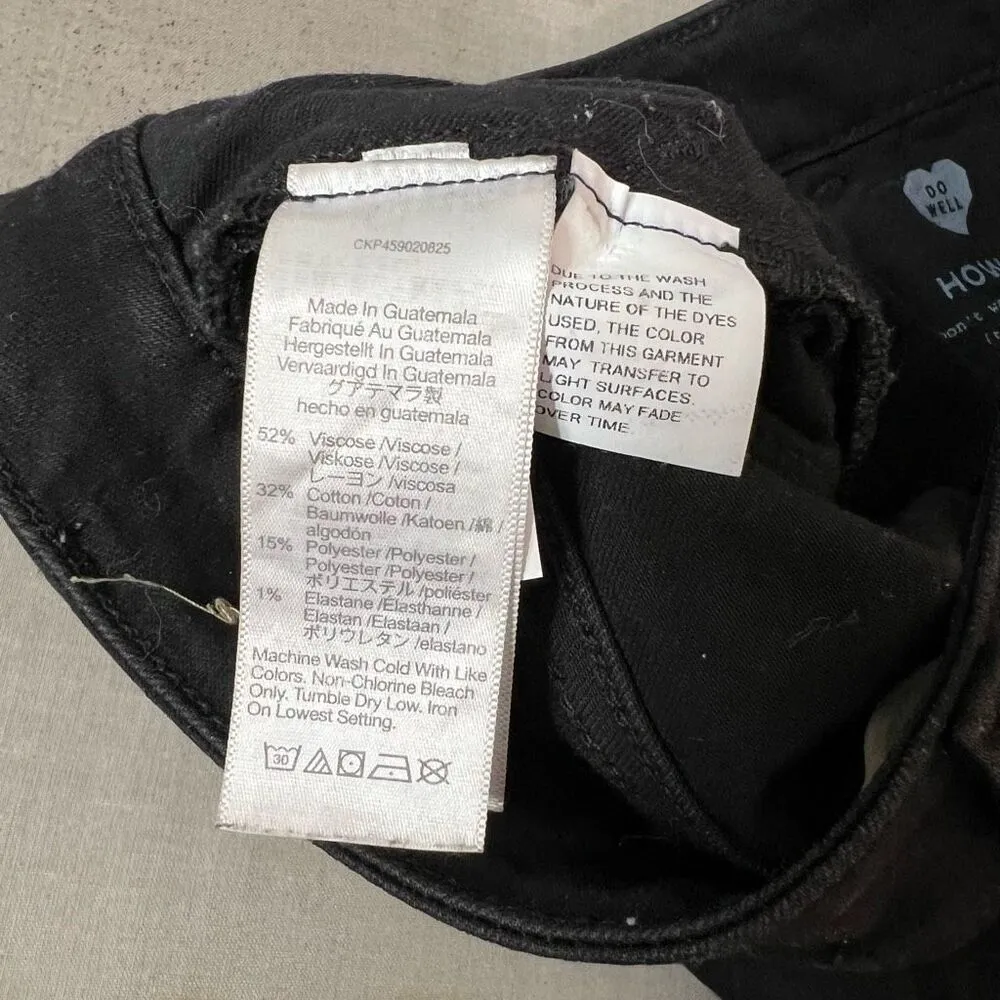 CKP459020825
Made In Guatemala
Fabriqué Au Guatemala
Hergestellt In Guatemala
Vervaardigd In Guatemala
グアテマラ製
hecho en guatemala
52% Viscose /Viscose /
Viskose /Viscose /
レーヨン /viscosa
32% Cotton /Coton /
Baumwolle /Katoen /綿 /
algodón
15% Polyester /Polyester /
Polyester /Polyester /
ポリエステル /poliéster
1% Elastane /Élasthanne /
Elastan /Elastaan /
ポリウレタン /elastano
Machine Wash Cold With Like
Colors. Non-Chlorine Bleach
Only. Tumble Dry Low. Iron
On Lowest Setting.
30
DUE TO THE WASH
PROCESS AND THE
NATURE OF THE DYES
USED, THE COLOR
FROM THIS GARMENT
MAY TRANSFER TO
LIGHT SURFACES.
COLOR MAY FADE
OVER TIME.
DO
WELL
HOW